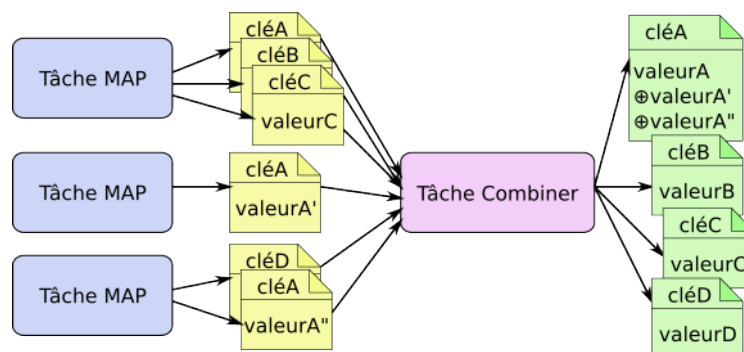 cléA
cléB
cléC
valeurC
Tâche MAP
cléA
valeurA'
Tâche MAP
cléD
cléA
valeurA"
Tâche MAP
Tâche Combiner
cléA
valeurA
⊕valeurA'
⊕valeurA"
cléB
valeurB
cléC
valeurC
cléD
valeurD